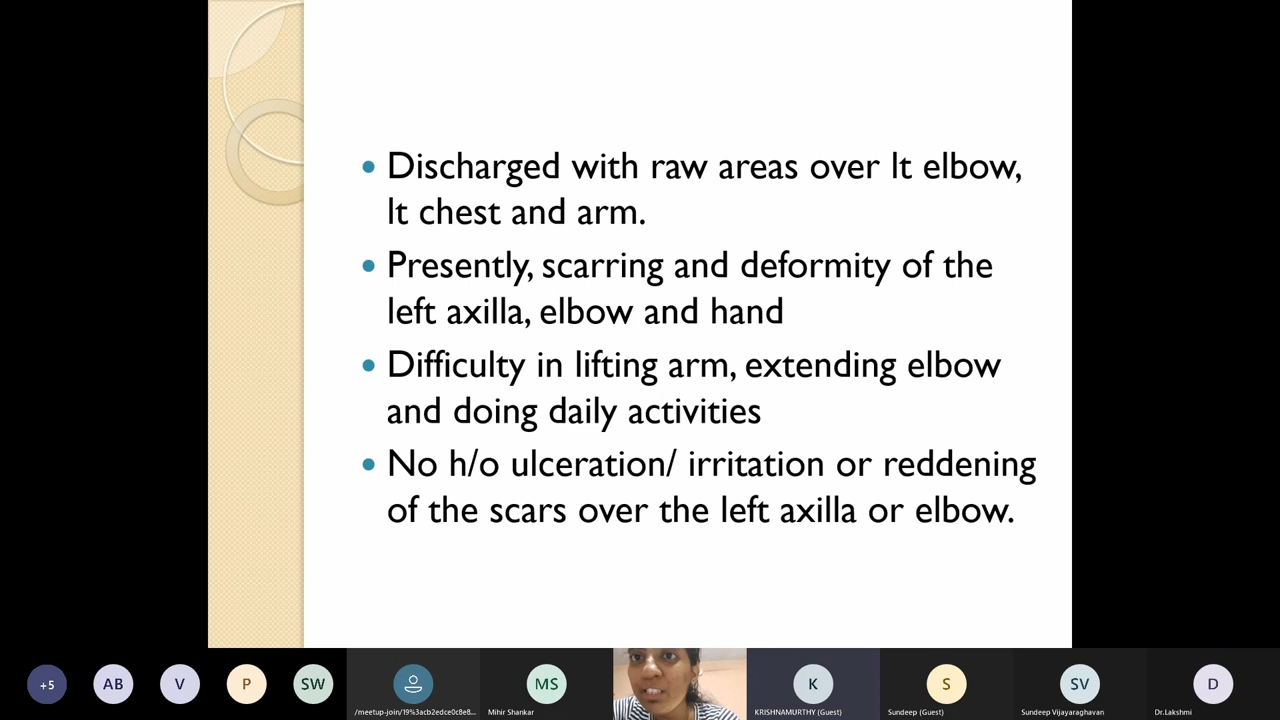 Discharged with raw areas over lt elbow,
lt chest and arm.
Presently, scarring and deformity of the
left axilla, elbow and hand
Difficulty in lifting arm, extending elbow
and doing daily activities
No h/o ulceration/ irritation or reddening
of the scars over the left axilla or elbow.
+5
AB
V
P
SW
/meetup-join/19%3acb2edce0c8e8...
MS
Mihir Shankar
K
KRISHNAMURTHY (Guest)
S
Sundeep (Guest)
SV
Sundeep Vijayaraghavan
D
Dr.Lakshmi